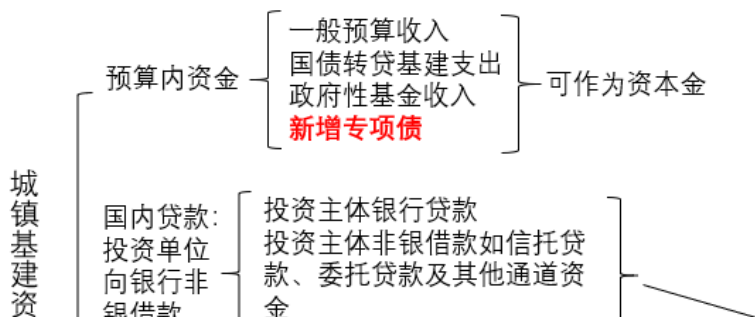 一般预算收入
国债转贷基建支出
预算内资金
政府性基金收入
可作为资本金
新增专项债
城镇基建资
国内贷款：
投资单位
向银行非
银借款
投资主体银行贷款
投资主体非银借款如信托贷
款、委托贷款及其他通道资
金